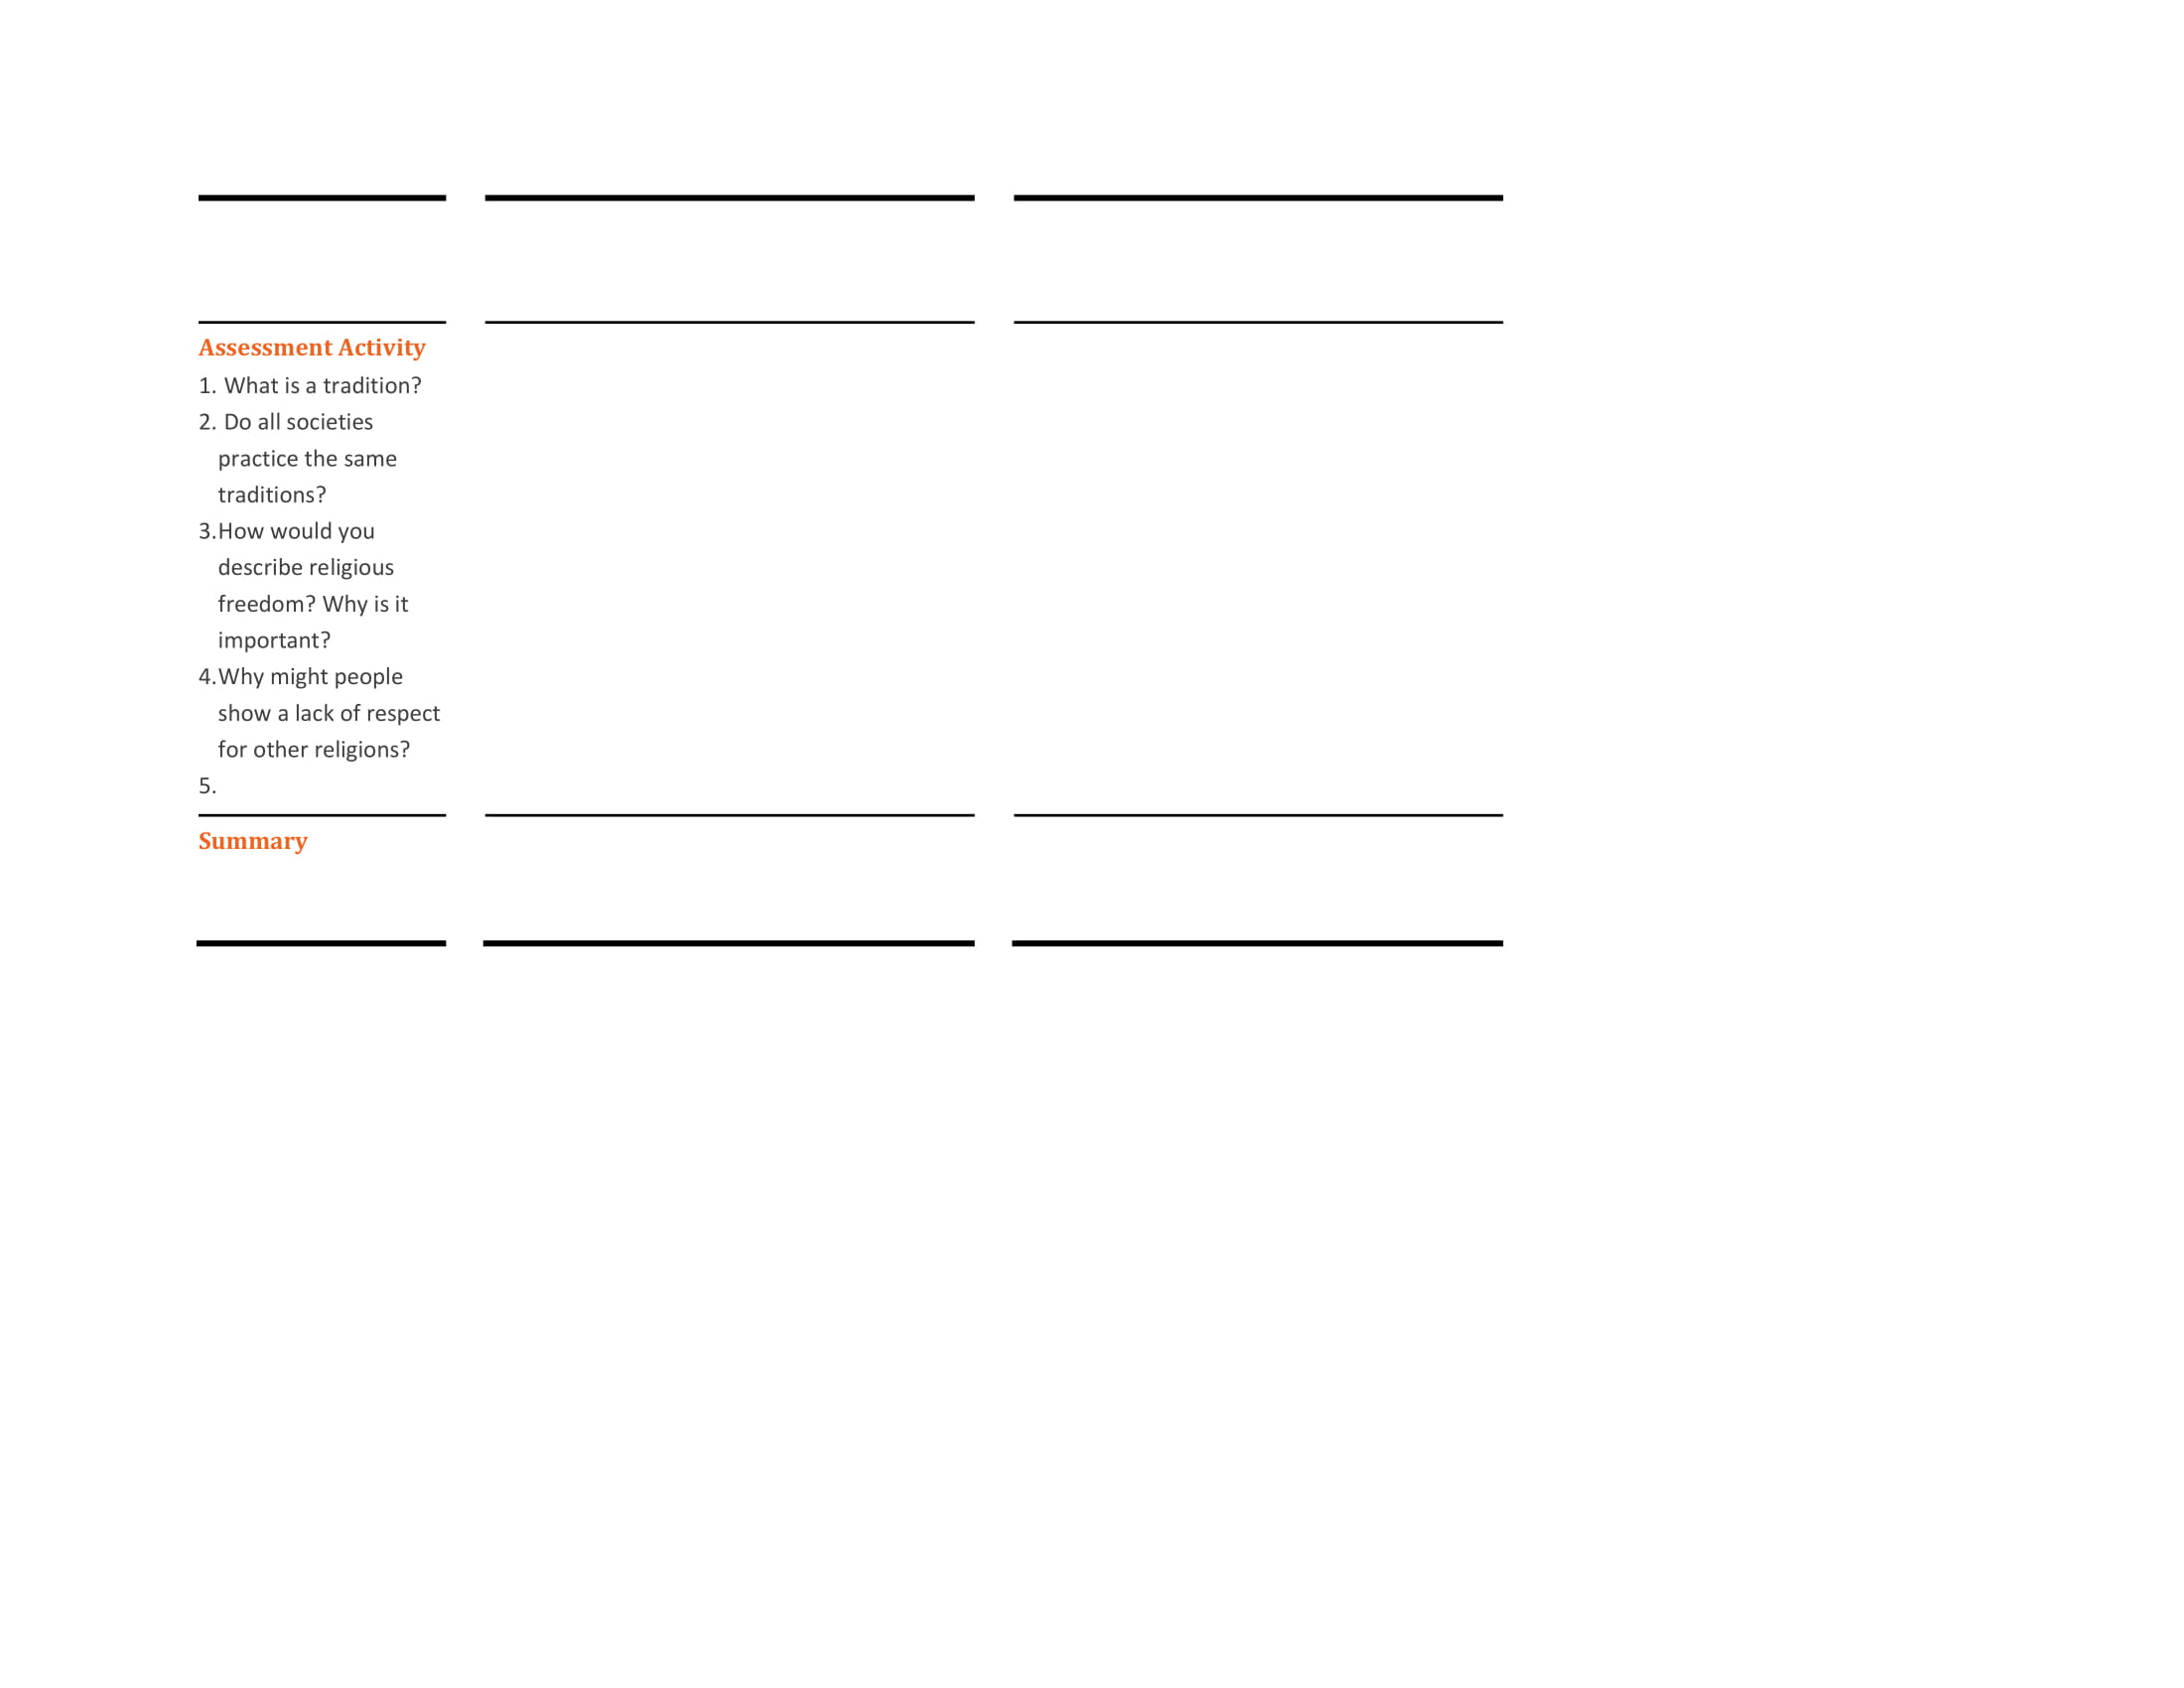 Assessment Activity
1. What is a tradition?
2. Do all societies
practice the same
traditions?
3.How would you
describe religious
freedom? Why is it
important?
4.Why might people
show a lack of respect
for other religions?
5.
Summary